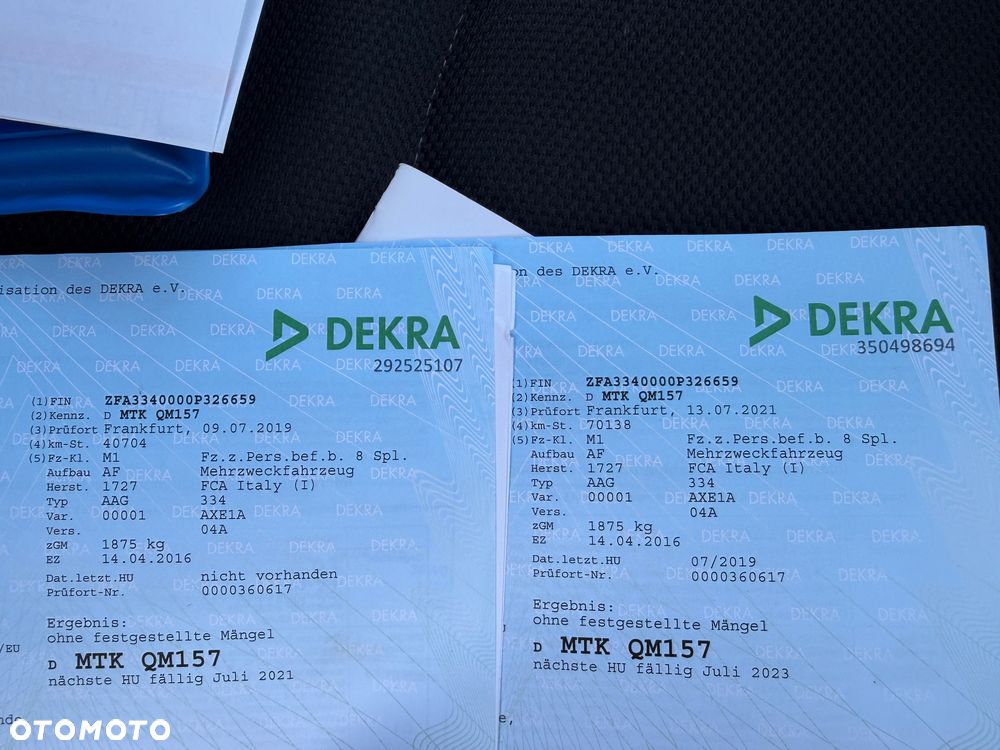 isation des DEKRA e.V.
DEKRA
292525107
(1)FIN ZFA3340000P326659
(2)Kennz. D MTK QM157
(3)Prüfort Frankfurt, 09.07.2019
(4)km-St. 40704
(5)Fz-Kl. M1 Fz.z.Pers.bef.b. 8 Spl.
Aufbau AF Mehrzweckfahrzeug
Herst. 1727 FCA Italy (I)
Typ AAG 334
Var. 00001 AXE1A
Vers. 04A
zGM 1875 kg
EZ 14.04.2016
Dat.letzt.HU nicht vorhanden
Prüfort-Nr. 0000360617
Ergebnis:
ohne festgestellte Mängel
/EU
D MTK QM157
nächste HU fällig Juli 2021
nde
on des DEKRA e.V.
DEKRA
350498694
1)FIN ZFA3340000P326659
2)Kennz. D MTK QM157
3)Prüfort Frankfurt, 13.07.2021
(4)km-St. 70138
(5)Fz-Kl. M1 Fz.z.Pers.bef.b. 8 Spl.
Aufbau AF Mehrzweckfahrzeug
Herst. 1727 FCA Italy (I)
Typ AAG 334
Var. 00001 AXE1A
Vers. 04A
zGM 1875 kg
EZ 14.04.2016
Dat.letzt.HU 07/2019
Prüfort-Nr. 0000360617
Ergebnis:
ohne festgestellte Mängel
D MTK QM157
nächste HU fällig Juli 2023
e,
OTOMOTO